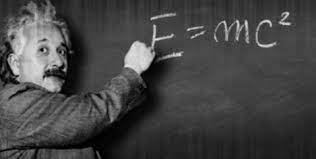 E = mc²